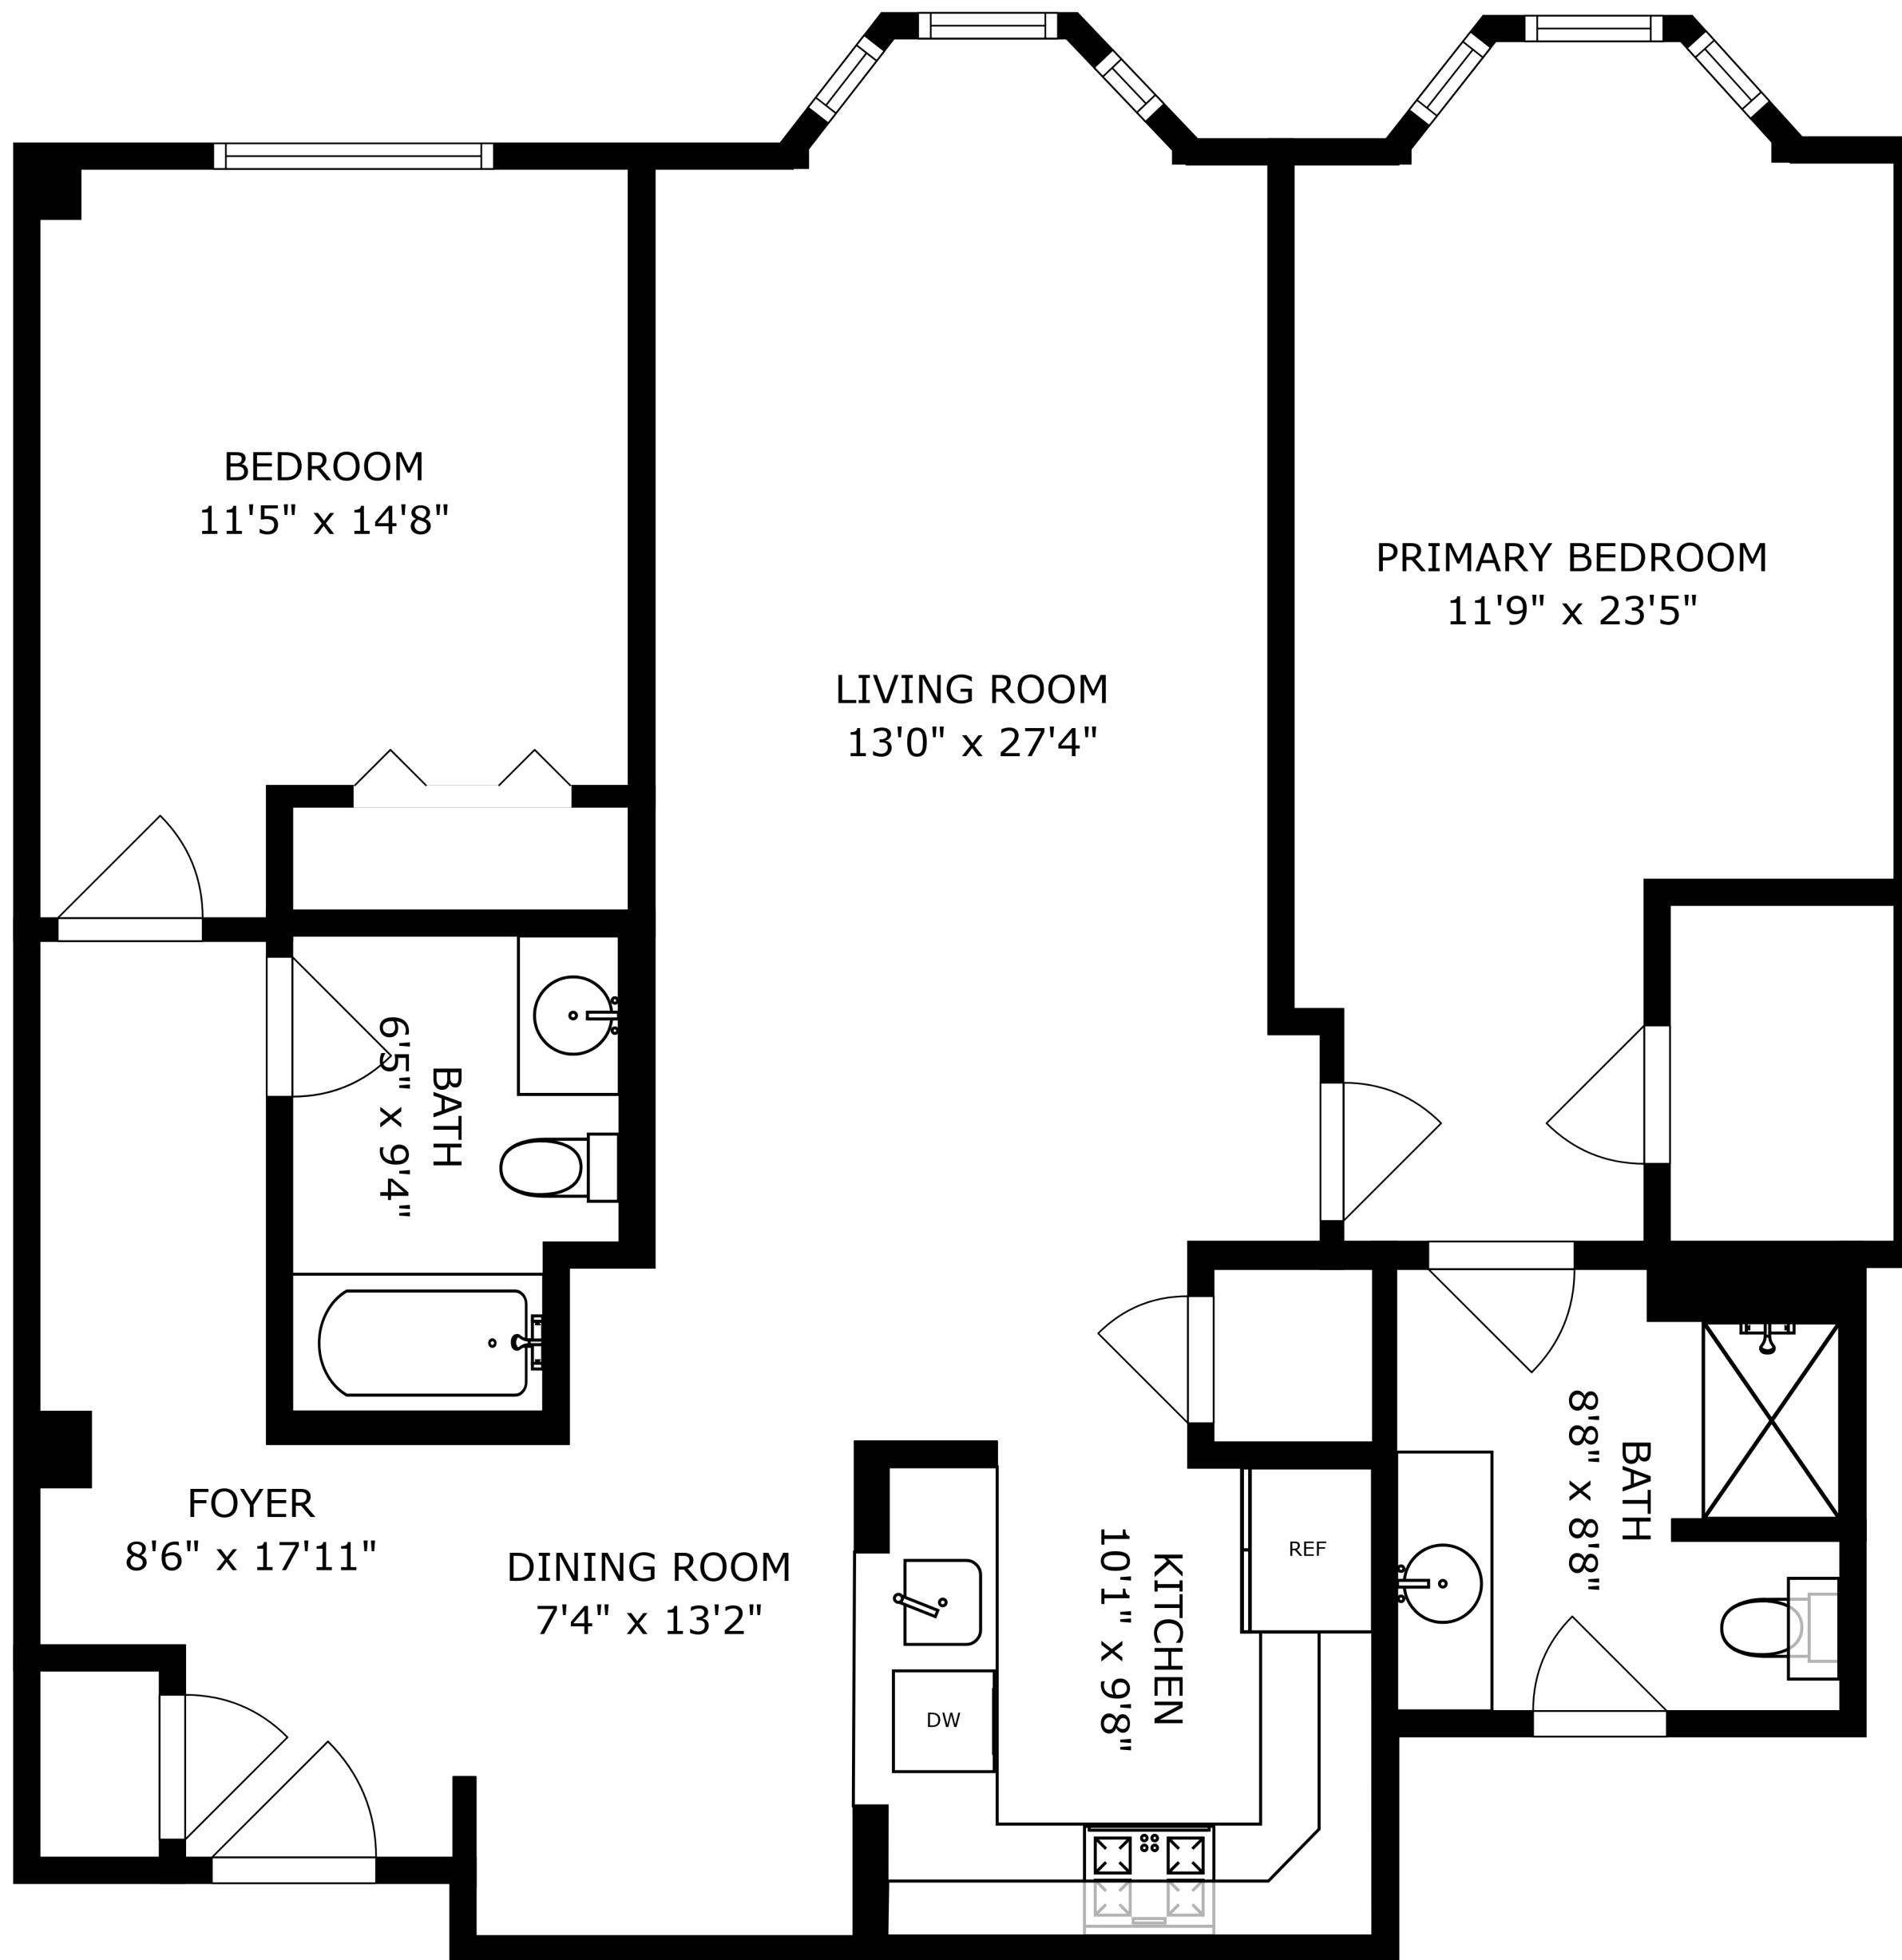 BEDROOM
11'5" x 14'8"
PRIMARY BEDROOM
11'9" x 23'5"
LIVING ROOM
13'0" x 27'4"
BATH
6'5" x 9'4"
BATH
8'8" x 8'8"
FOYER
8'6" x 17'11"
DINING ROOM
7'4" x 13'2"
KITCHEN
10'1" x 9'8"
REF
DW